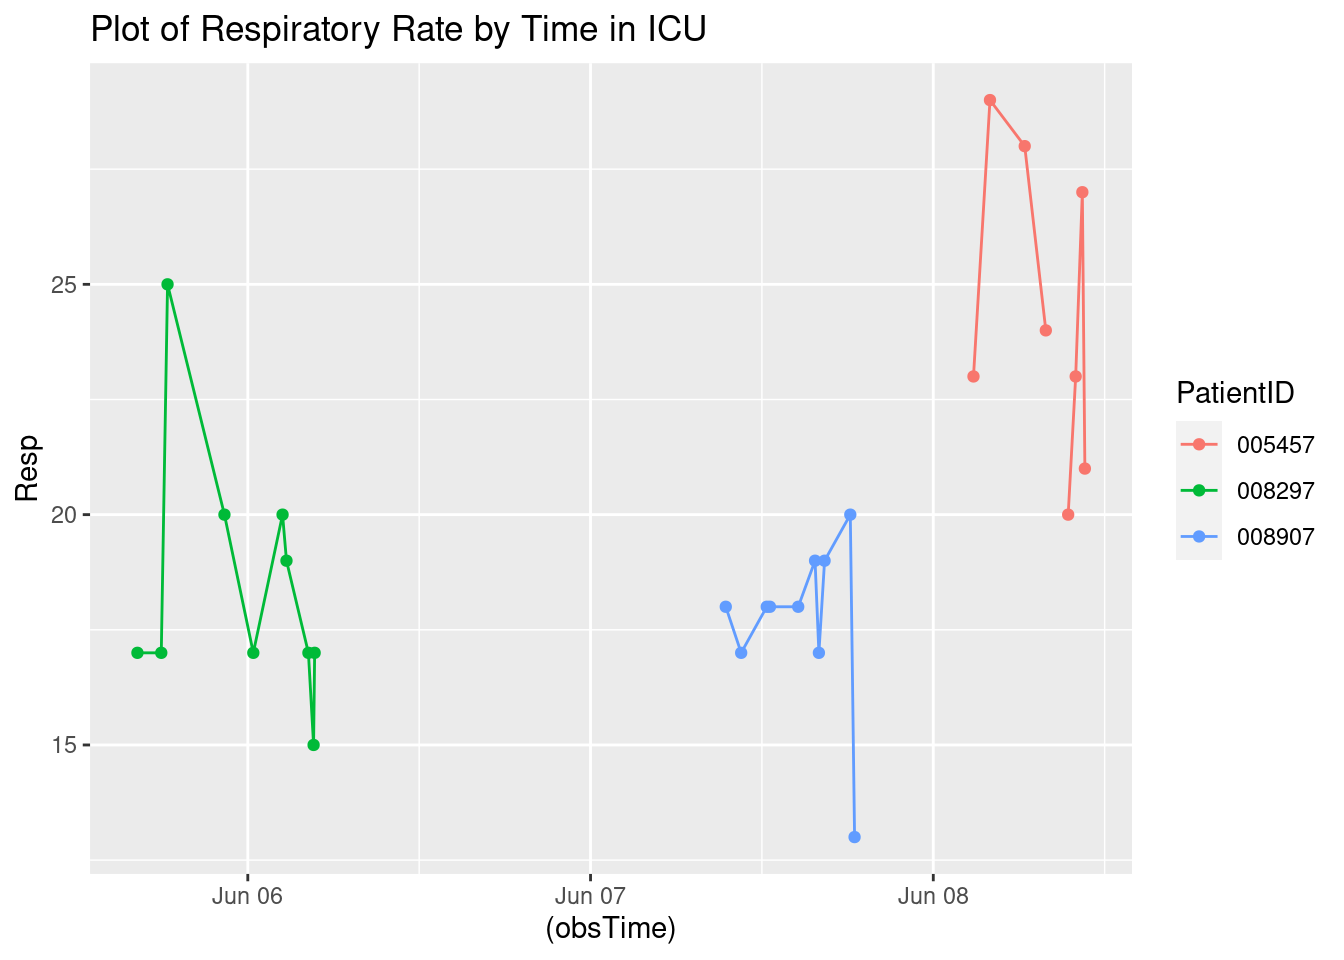 Plot of Respiratory Rate by Time in ICU
Resp
25
20
15
Jun 06
Jun 07
Jun 08
(obsTime)
PatientID
005457
008297
008907